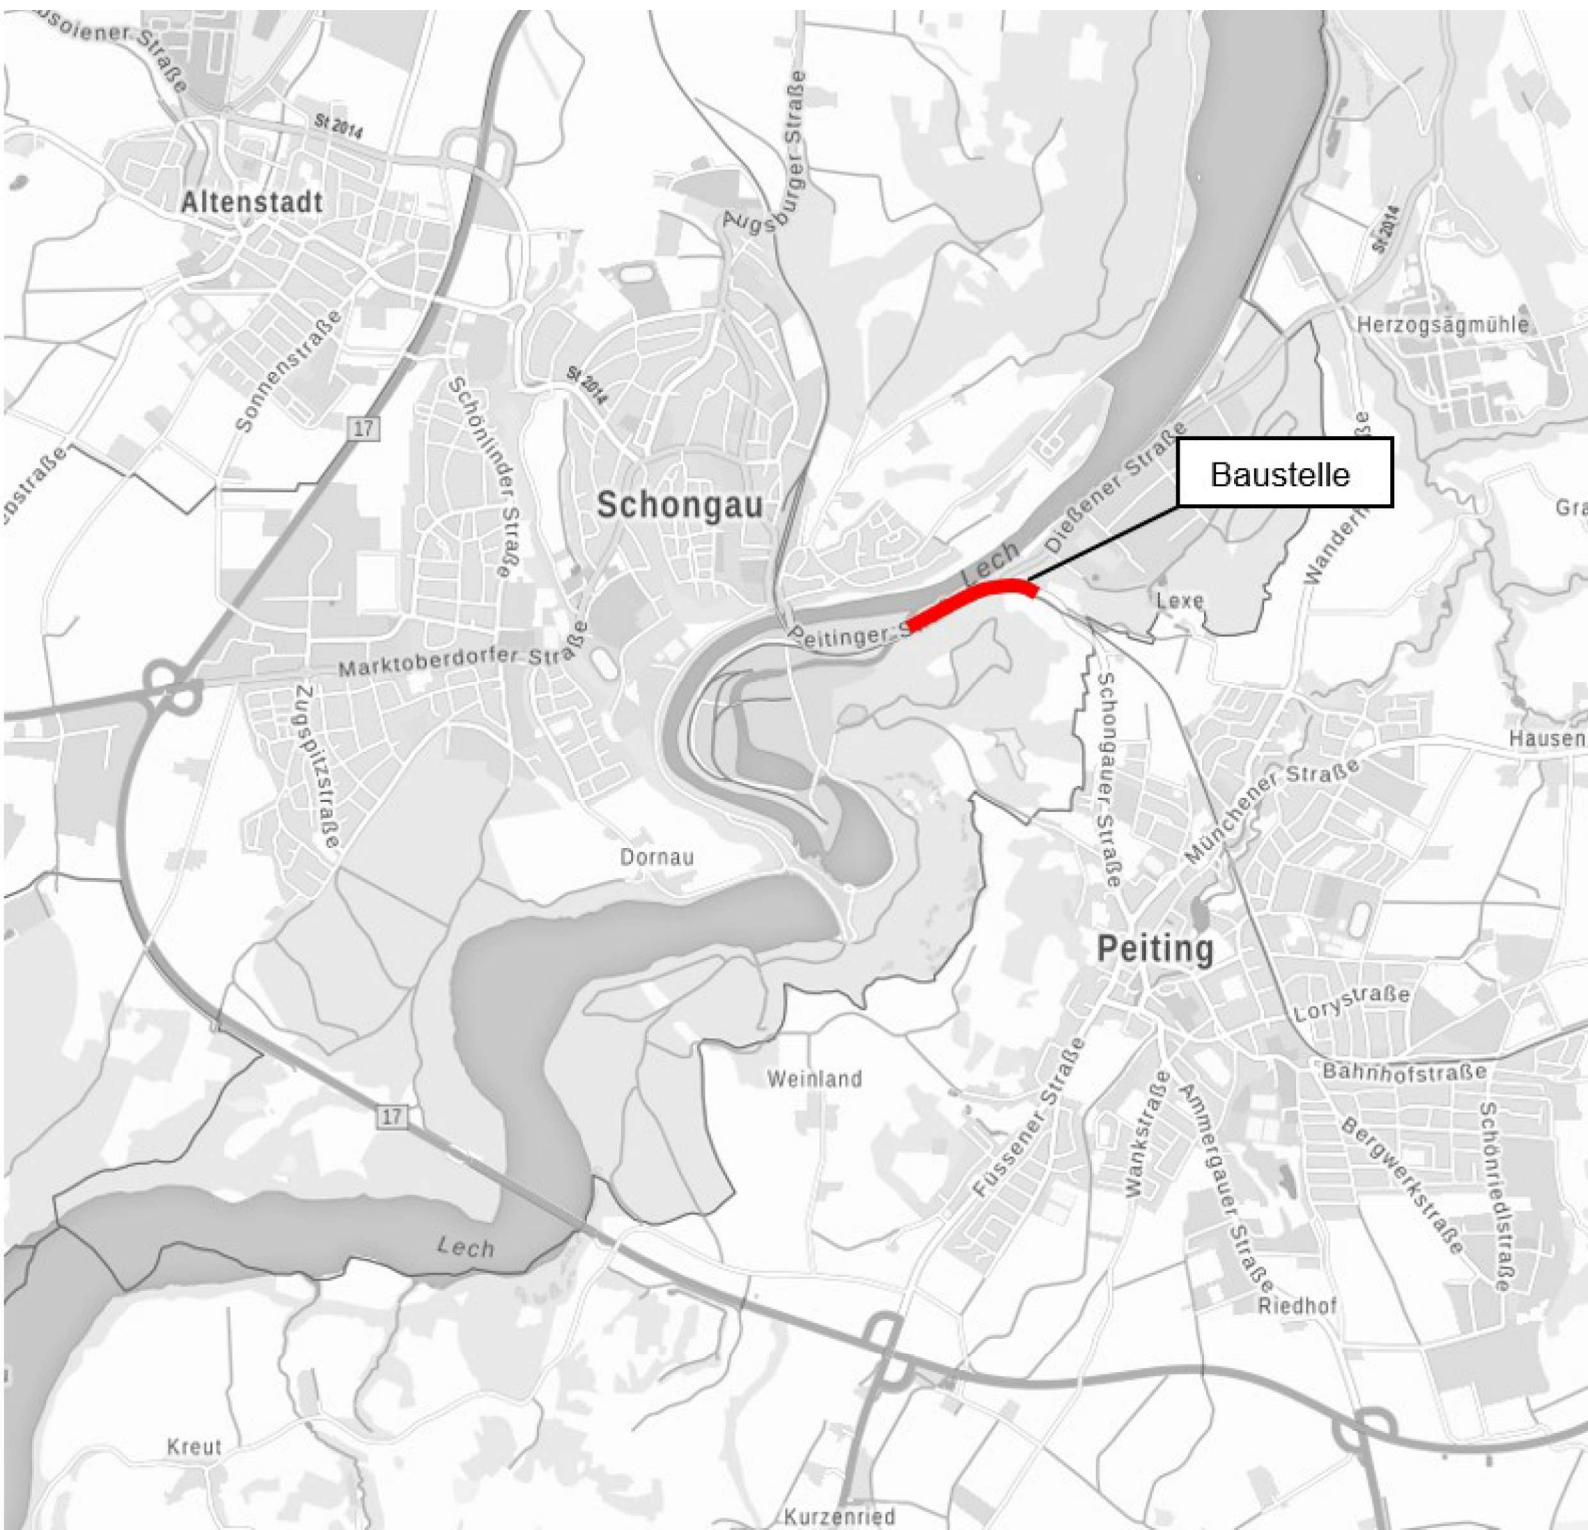 St 2014
Altenstadt
Augsburger Straße
St 2014
Herzogsägmühle
Sonnenstraße
St 2014
17
Schönlinder Straße
Dießener Straße
Baustelle
Schongau
Lech
Lexe
Peitinger
Marktoberdorfer Straße
Zugspitzstraße
Schongauer Straße
Hausen
Münchener Straße
Dornau
Peiting
Lorystraße
Weinland
Bahnhofstraße
17
Füssener Straße
Wankstraße
Ammergauer Straße
Bergwerkstraße
Schönriedlstraße
Lech
Riedhof
Kreut
Kurzenried